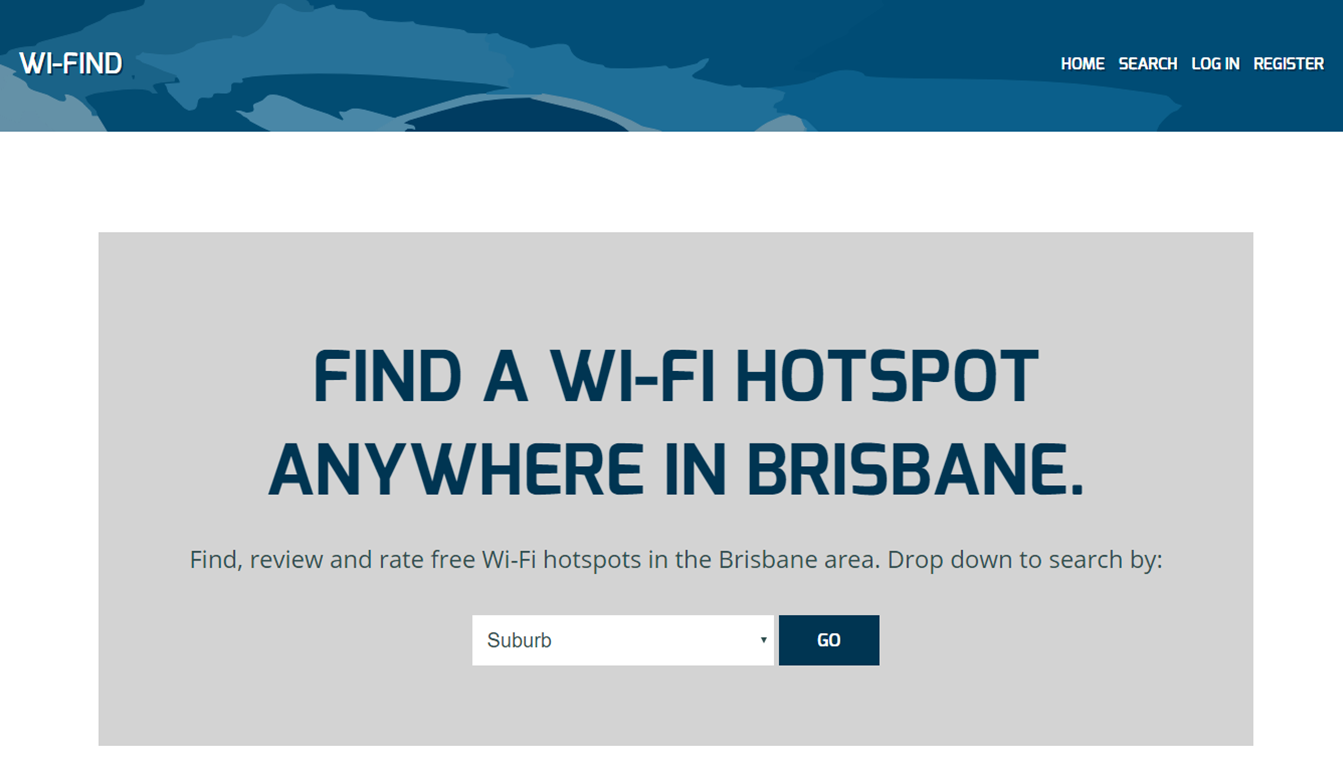 WI-FIND
HOME SEARCH LOG IN REGISTER
FIND A WI-FI HOTSPOT
ANYWHERE IN BRISBANE.
Find, review and rate free Wi-Fi hotspots in the Brisbane area. Drop down to search by:
Suburb
GO